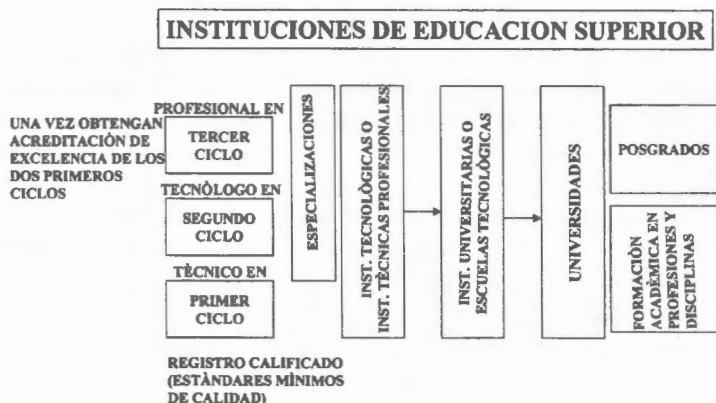 INSTITUCIONES DE EDUCACION SUPERIOR
UNA VEZ OBTENGAN
ACREDITACIÓN DE
EXCELENCIA DE LOS
DOS PRIMEROS
CICLOS
PROFESIONAL EN
TERCER
CICLO
TECNÒLOGO EN
SEGUNDO
CICLO
TÈCNICO EN
PRIMER
CICLO
REGISTRO CALIFICADO
(ESTÀNDARES MÌNIMOS
DE CALIDAD)
ESPECIALIZACIONES
INST. TECNOLÒGICAS O
INST. TÈCNICAS PROFESIONALES
INST. UNIVERSITARIAS O
ESCUELAS TECNOLÓGICAS
UNIVERSIDADES
POSGRADOS
FORMACIÒN
ACADÈMICA EN
PROFESIONES Y
DISCIPLINAS